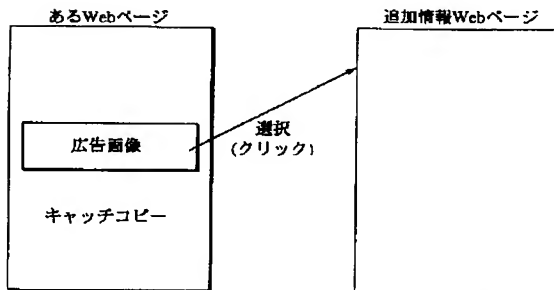 あるWebページ
追加情報Webページ
広告画像
選択
(クリック)
キャッチコピー